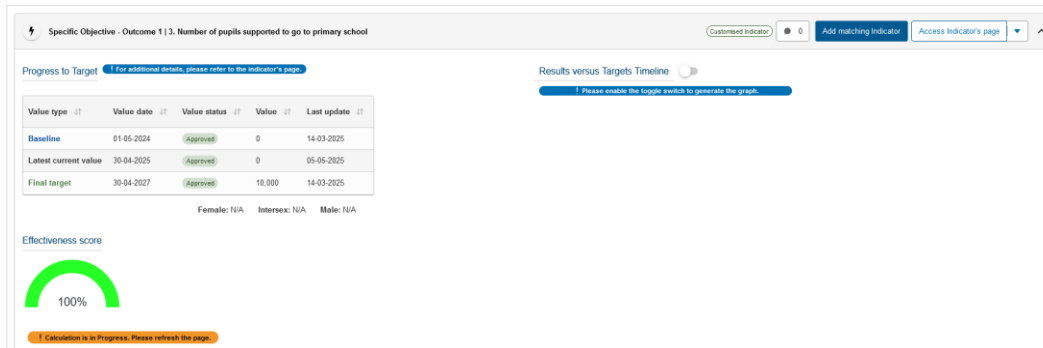 Specific Objective - Outcome 1 | 3. Number of pupils supported to go to primary school
Customised Indicator
0
Add matching Indicator
Access Indicator's page
Progress to Target
! For additional details, please refer to the indicator's page.
Value type Value date Value status Value Last update
Baseline 01-05-2024 Approved 0 14-03-2025
Latest current value 30-04-2025 Approved 0 05-05-2025
Final target 30-04-2027 Approved 10,000 14-03-2025
Female: N/A Intersex: N/A Male: N/A
Effectiveness score
100%
! Calculation is in Progress. Please refresh the page.
Results versus Targets Timeline
! Please enable the toggle switch to generate the graph.